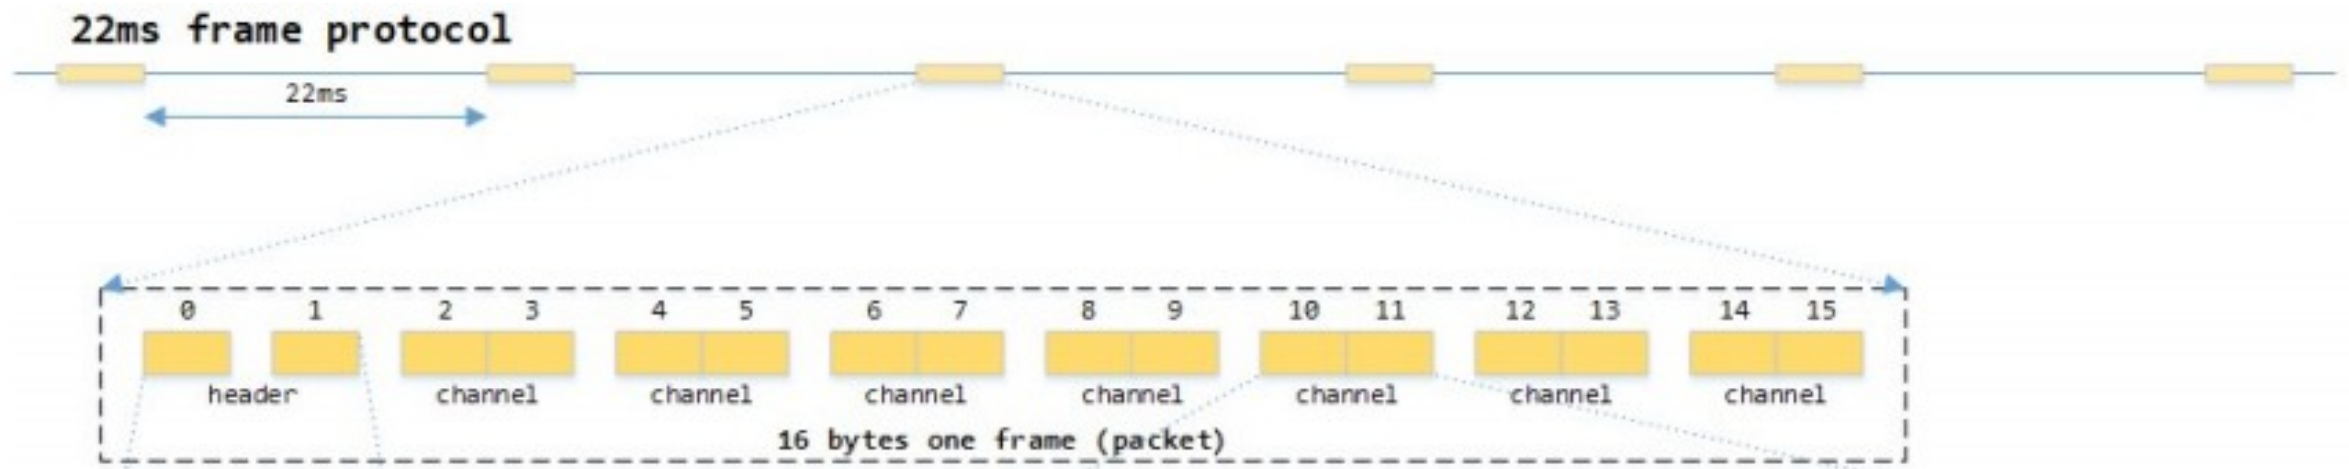 22ms frame protocol
22ms
0 1 2 3 4 5 6 7 8 9 10 11 12 13 14 15
header channel channel channel channel channel channel channel
16 bytes one frame (packet)